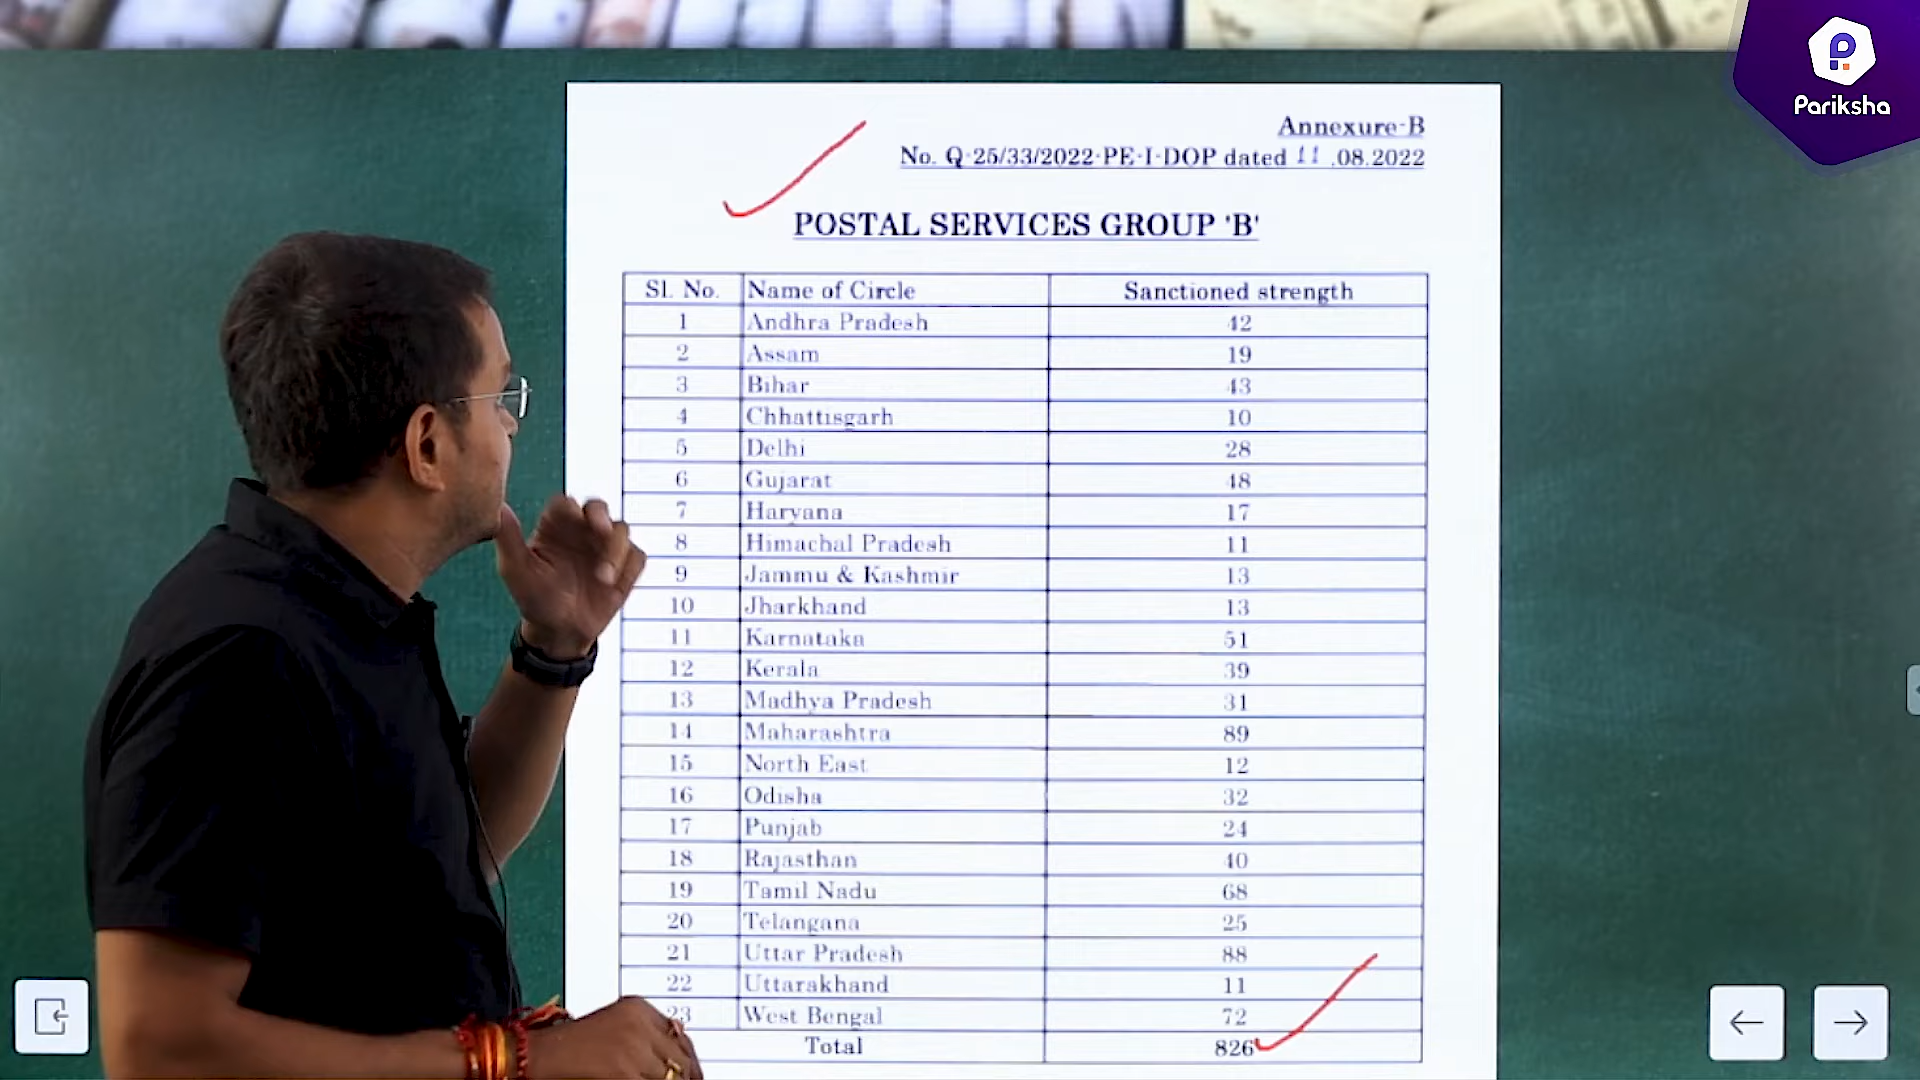 Pariksha
Annexure-B
No. Q-25/33/2022-PE-I-DOP dated 11.08.2022
POSTAL SERVICES GROUP 'B'
Sl. No. Name of Circle Sanctioned strength
1 Andhra Pradesh 42
2 Assam 19
3 Bihar 43
4 Chhattisgarh 10
5 Delhi 28
6 Gujarat 48
7 Haryana 17
8 Himachal Pradesh 11
9 Jammu & Kashmir 13
10 Jharkhand 13
11 Karnataka 51
12 Kerala 39
13 Madhya Pradesh 31
14 Maharashtra 89
15 North East 12
16 Odisha 32
17 Punjab 24
18 Rajasthan 40
19 Tamil Nadu 68
20 Telangana 25
21 Uttar Pradesh 88
22 Uttarakhand 11
23 West Bengal 72
Total 826